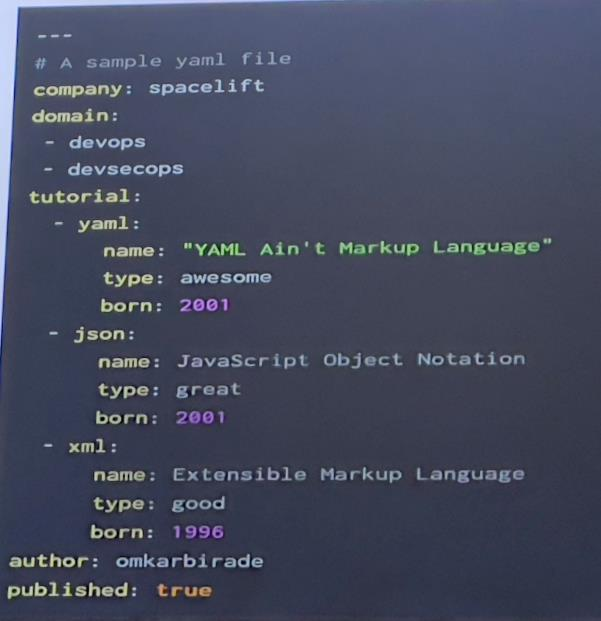 ---
# A sample yaml file
company: spacelift
domain:
 - devops
 - devsecops
tutorial:
  - yaml:
      name: "YAML Ain't Markup Language"
      type: awesome
      born: 2001
  - json:
      name: JavaScript Object Notation
      type: great
      born: 2001
  - xml:
      name: Extensible Markup Language
      type: good
      born: 1996
author: omkarbirade
published: true